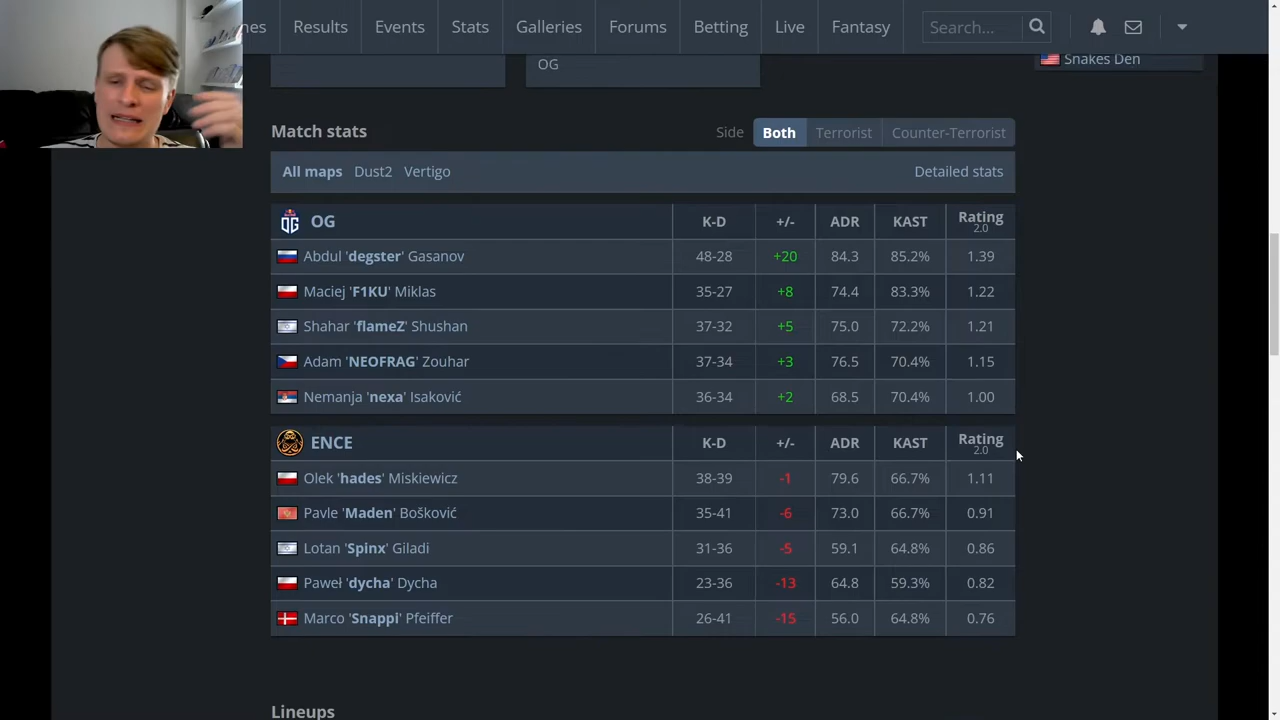 nes Results Events Stats Galleries Forums Betting Live Fantasy Search...
OG
Snakes Den
Match stats Side Both Terrorist Counter-Terrorist
All maps Dust2 Vertigo Detailed stats
OG K-D +/- ADR KAST Rating 2.0
Abdul 'degster' Gasanov 48-28 +20 84.3 85.2% 1.39
Maciej 'F1KU' Miklas 35-27 +8 74.4 83.3% 1.22
Shahar 'flameZ' Shushan 37-32 +5 75.0 72.2% 1.21
Adam 'NEOFRAG' Zouhar 37-34 +3 76.5 70.4% 1.15
Nemanja 'nexa' Isaković 36-34 +2 68.5 70.4% 1.00
ENCE K-D +/- ADR KAST Rating 2.0
Olek 'hades' Miskiewicz 38-39 -1 79.6 66.7% 1.11
Pavle 'Maden' Bošković 35-41 -6 73.0 66.7% 0.91
Lotan 'Spinx' Giladi 31-36 -5 59.1 64.8% 0.86
Paweł 'dycha' Dycha 23-36 -13 64.8 59.3% 0.82
Marco 'Snappi' Pfeiffer 26-41 -15 56.0 64.8% 0.76
Lineups